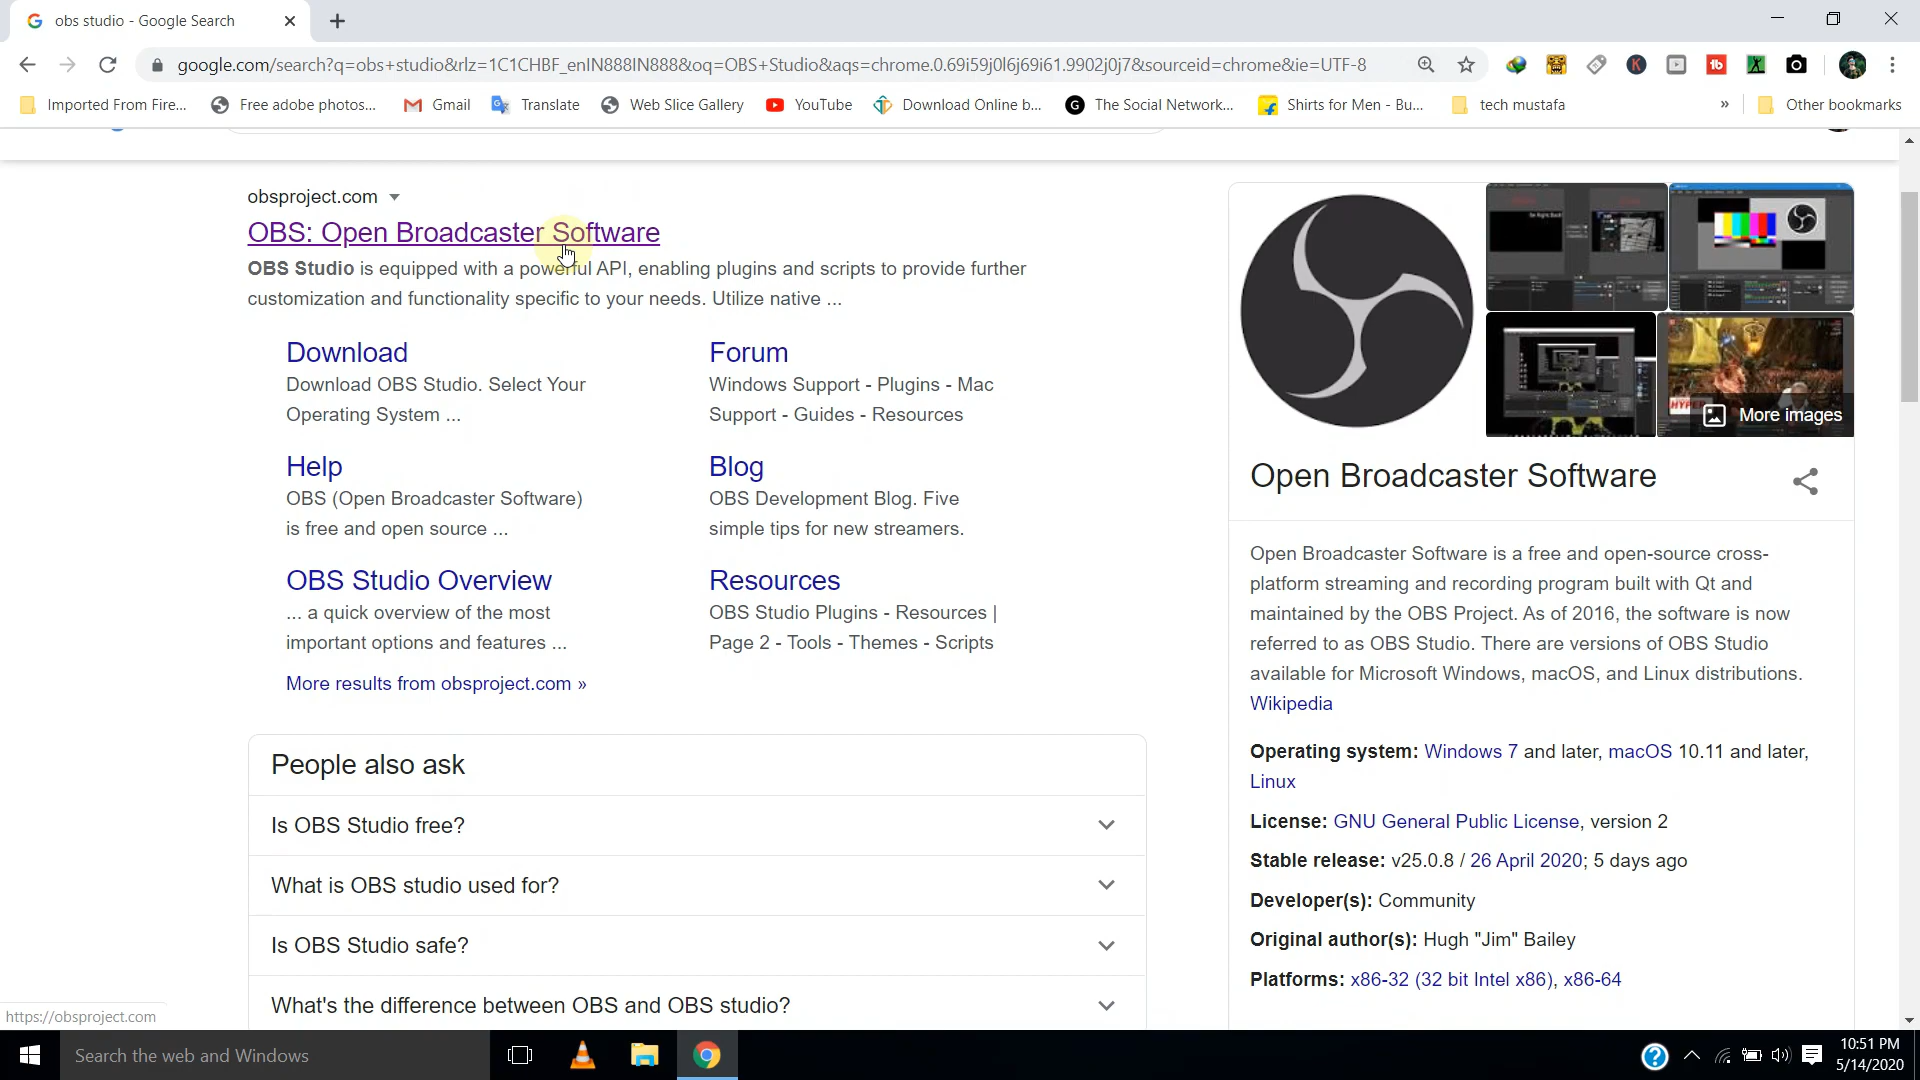 obs studio - Google Search
google.com/search?q=obs+studio&rlz=1C1CHBF_enIN888IN888&oq=OBS+Studio&aqs=chrome.0.69i59j0l6j69i61.9902j0j7&sourceid=chrome&ie=UTF-8
Imported From Fire... Free adobe photos... Gmail Translate Web Slice Gallery YouTube Download Online b... The Social Network... Shirts for Men - Bu... tech mustafa » Other bookmarks
obsproject.com
OBS: Open Broadcaster Software
OBS Studio is equipped with a powerful API, enabling plugins and scripts to provide further
customization and functionality specific to your needs. Utilize native ...
Download
Download OBS Studio. Select Your
Operating System ...
Forum
Windows Support - Plugins - Mac
Support - Guides - Resources
Help
OBS (Open Broadcaster Software)
is free and open source ...
Blog
OBS Development Blog. Five
simple tips for new streamers.
OBS Studio Overview
... a quick overview of the most
important options and features ...
Resources
OBS Studio Plugins - Resources |
Page 2 - Tools - Themes - Scripts
More results from obsproject.com »
People also ask
Is OBS Studio free?
What is OBS studio used for?
Is OBS Studio safe?
What's the difference between OBS and OBS studio?
More images
Open Broadcaster Software
Open Broadcaster Software is a free and open-source cross-
platform streaming and recording program built with Qt and
maintained by the OBS Project. As of 2016, the software is now
referred to as OBS Studio. There are versions of OBS Studio
available for Microsoft Windows, macOS, and Linux distributions.
Wikipedia
Operating system: Windows 7 and later, macOS 10.11 and later,
Linux
License: GNU General Public License, version 2
Stable release: v25.0.8 / 26 April 2020; 5 days ago
Developer(s): Community
Original author(s): Hugh "Jim" Bailey
Platforms: x86-32 (32 bit Intel x86), x86-64
https://obsproject.com
Search the web and Windows
10:51 PM
5/14/2020